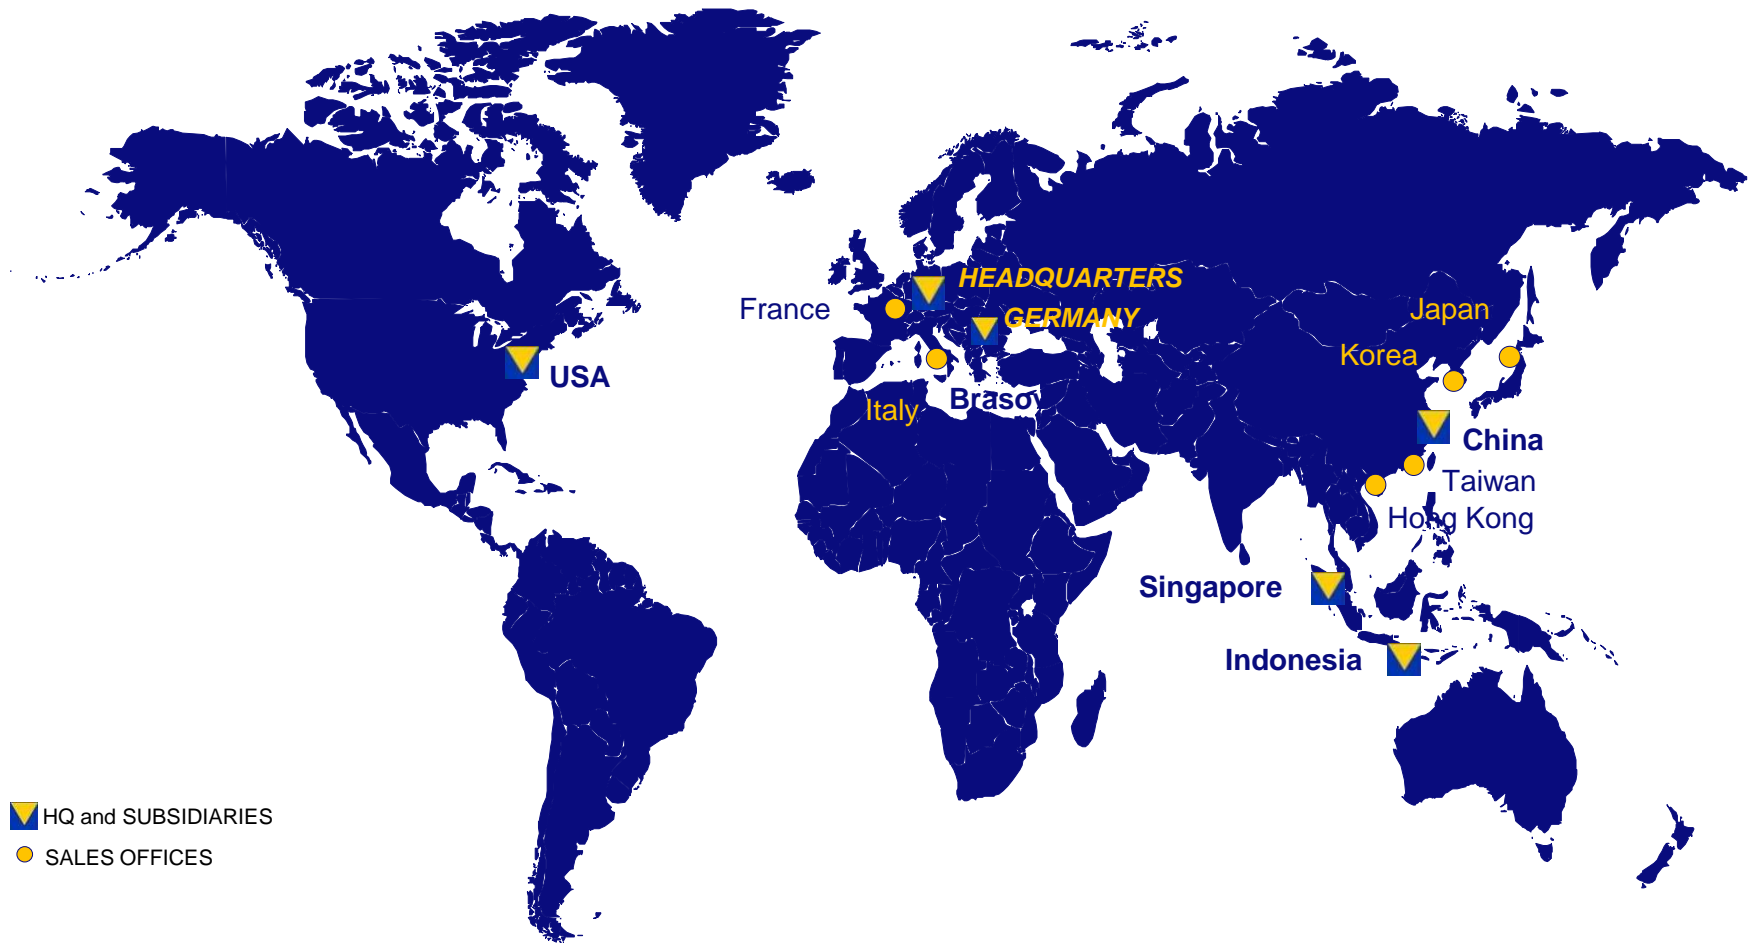 HEADQUARTERS
GERMANY
France
Japan
Korea
USA
Brasov
Italy
China
Taiwan
Hong Kong
Singapore
Indonesia
HQ and SUBSIDIARIES
SALES OFFICES